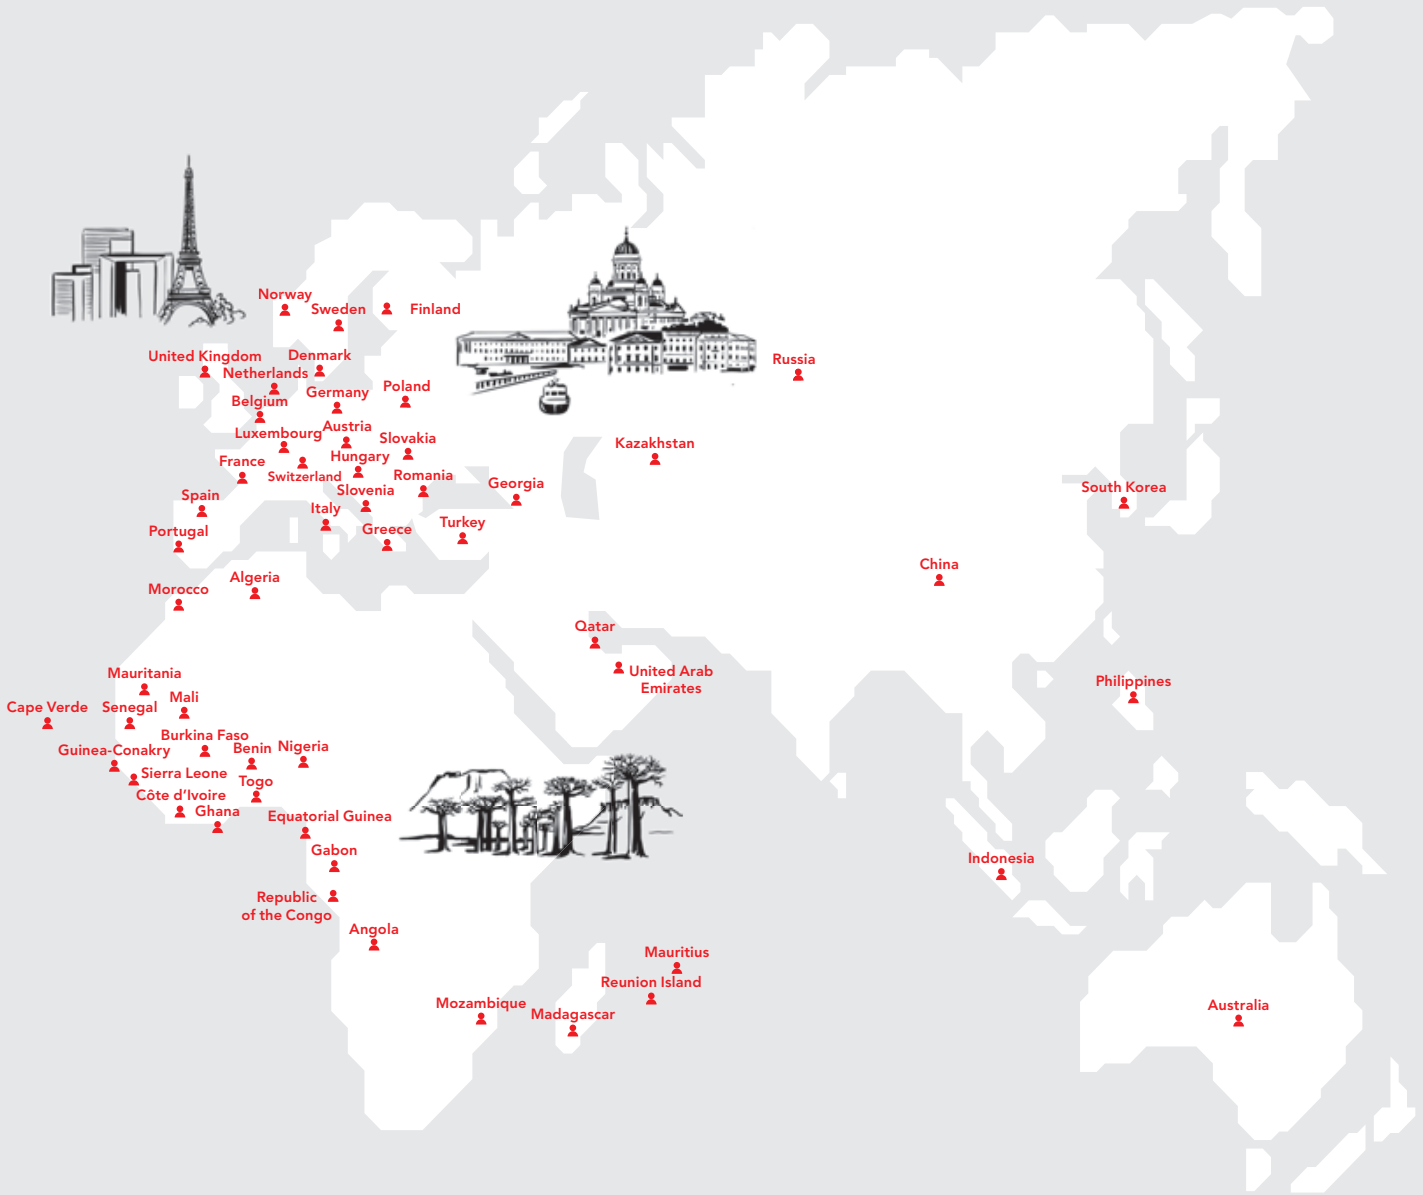 Norway
Sweden
Finland
United Kingdom
Denmark
Russia
Netherlands
Germany
Poland
Belgium
Luxembourg
Austria
Slovakia
Kazakhstan
France
Switzerland
Hungary
Romania
Georgia
Spain
Slovenia
South Korea
Italy
Portugal
Greece
Turkey
China
Algeria
Morocco
Qatar
Mauritania
United Arab
Emirates
Philippines
Cape Verde
Senegal
Mali
Burkina Faso
Guinea-Conakry
Benin
Nigeria
Sierra Leone
Togo
Côte d’Ivoire
Ghana
Equatorial Guinea
Gabon
Indonesia
Republic
of the Congo
Angola
Mauritius
Reunion Island
Mozambique
Madagascar
Australia